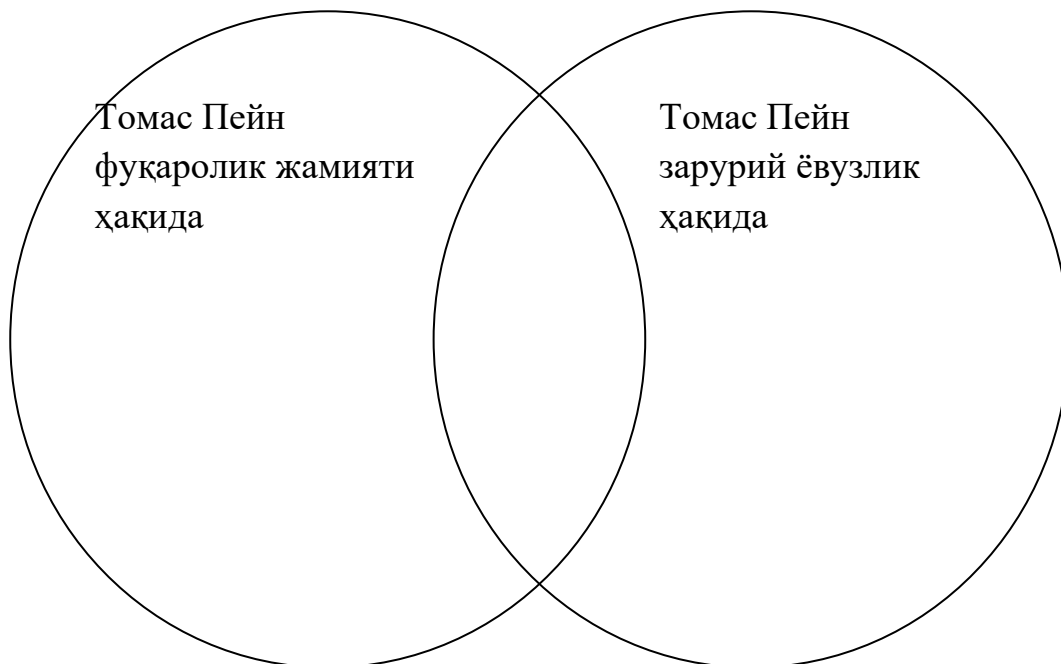 Томас Пейн
фуқаролик жамияти
ҳақида
Томас Пейн
зарурий ёвузлик
ҳақида